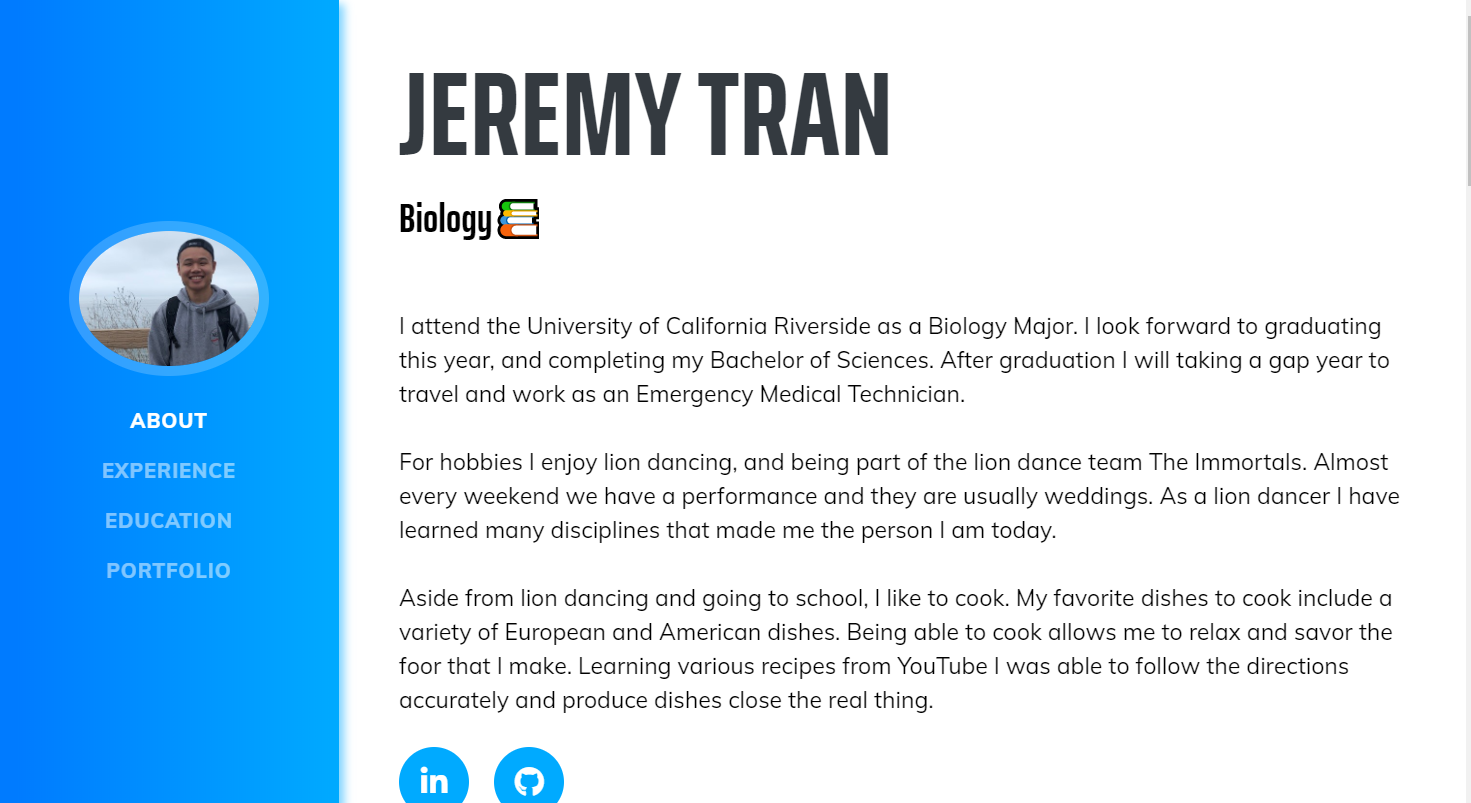 JEREMY TRAN
Biology
ABOUT
EXPERIENCE
EDUCATION
PORTFOLIO
I attend the University of California Riverside as a Biology Major. I look forward to graduating
this year, and completing my Bachelor of Sciences. After graduation I will taking a gap year to
travel and work as an Emergency Medical Technician.
For hobbies I enjoy lion dancing, and being part of the lion dance team The Immortals. Almost
every weekend we have a performance and they are usually weddings. As a lion dancer I have
learned many disciplines that made me the person I am today.
Aside from lion dancing and going to school, I like to cook. My favorite dishes to cook include a
variety of European and American dishes. Being able to cook allows me to relax and savor the
foor that I make. Learning various recipes from YouTube I was able to follow the directions
accurately and produce dishes close the real thing.
in